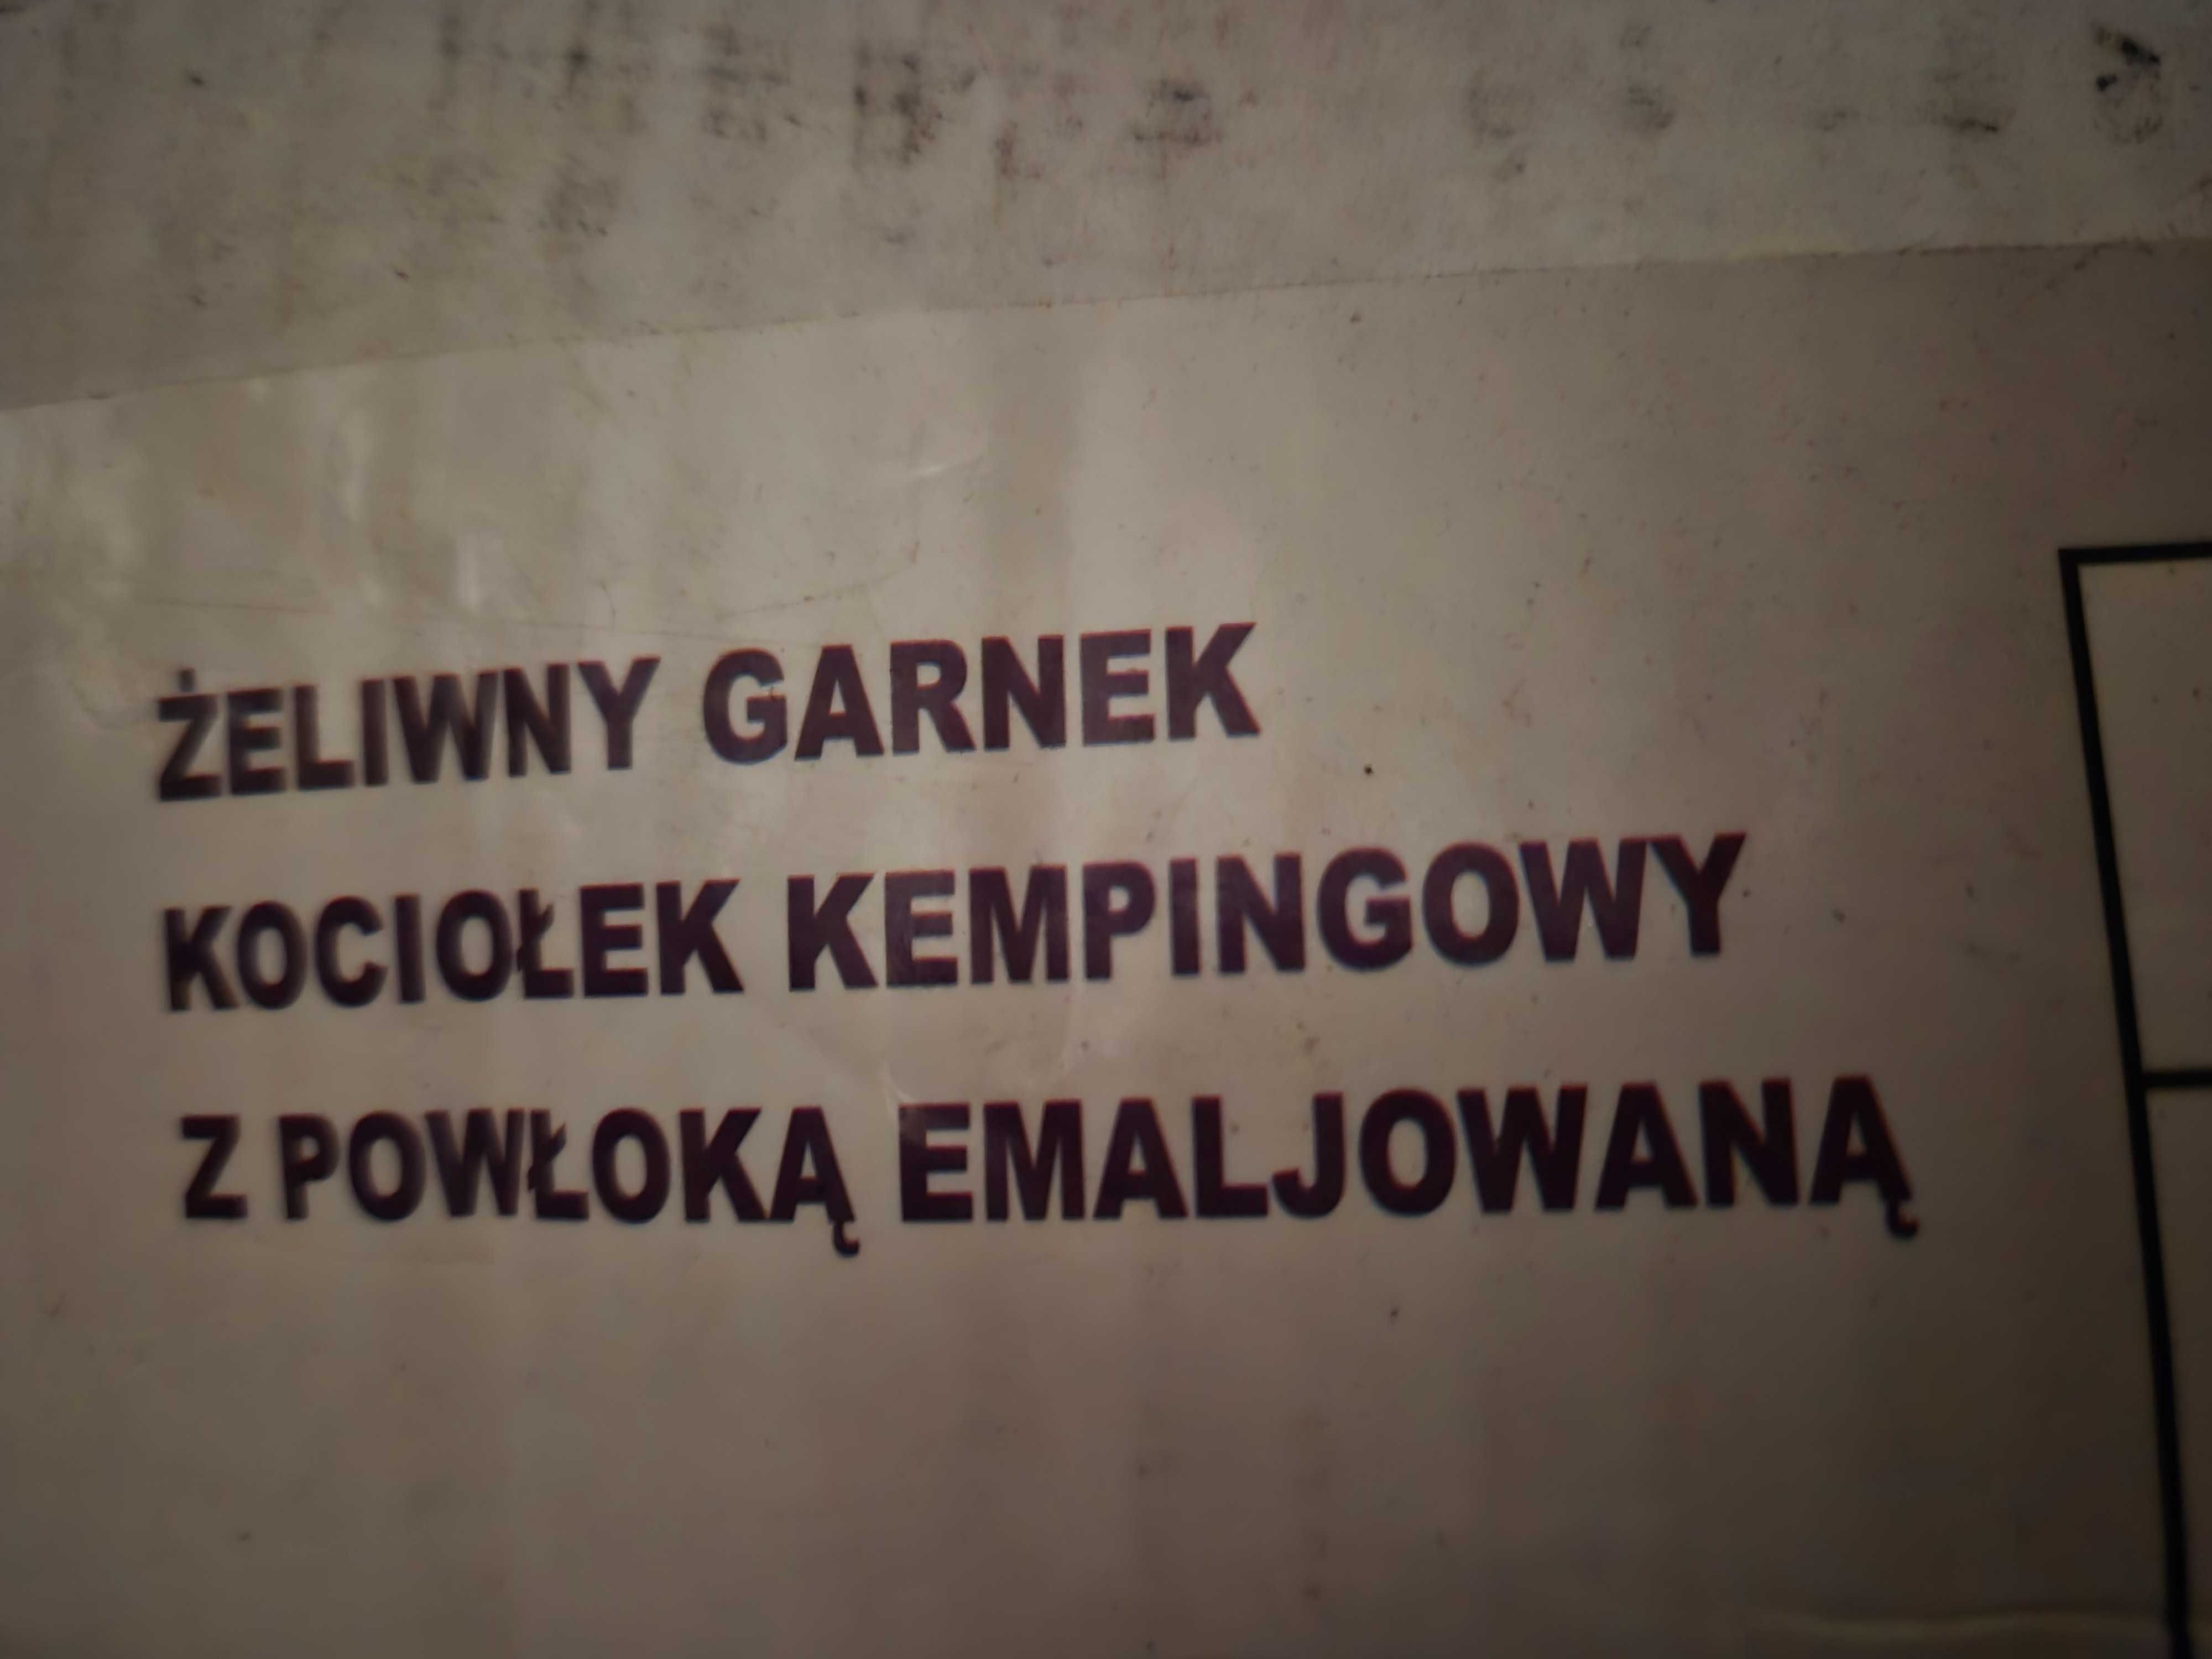 ŻELIWNY GARNEK
KOCIOŁEK KEMPINGOWY
Z POWŁOKĄ EMALJOWANĄ